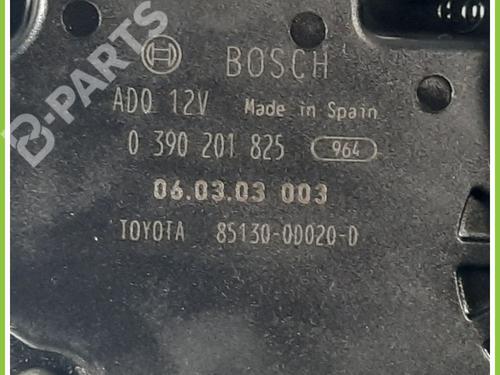 BOSCH
ADO 12V Made in Spain
0 390 201 825 964
06.03.03 003
TOYOTA 85130-0D020-D
B-PARTS